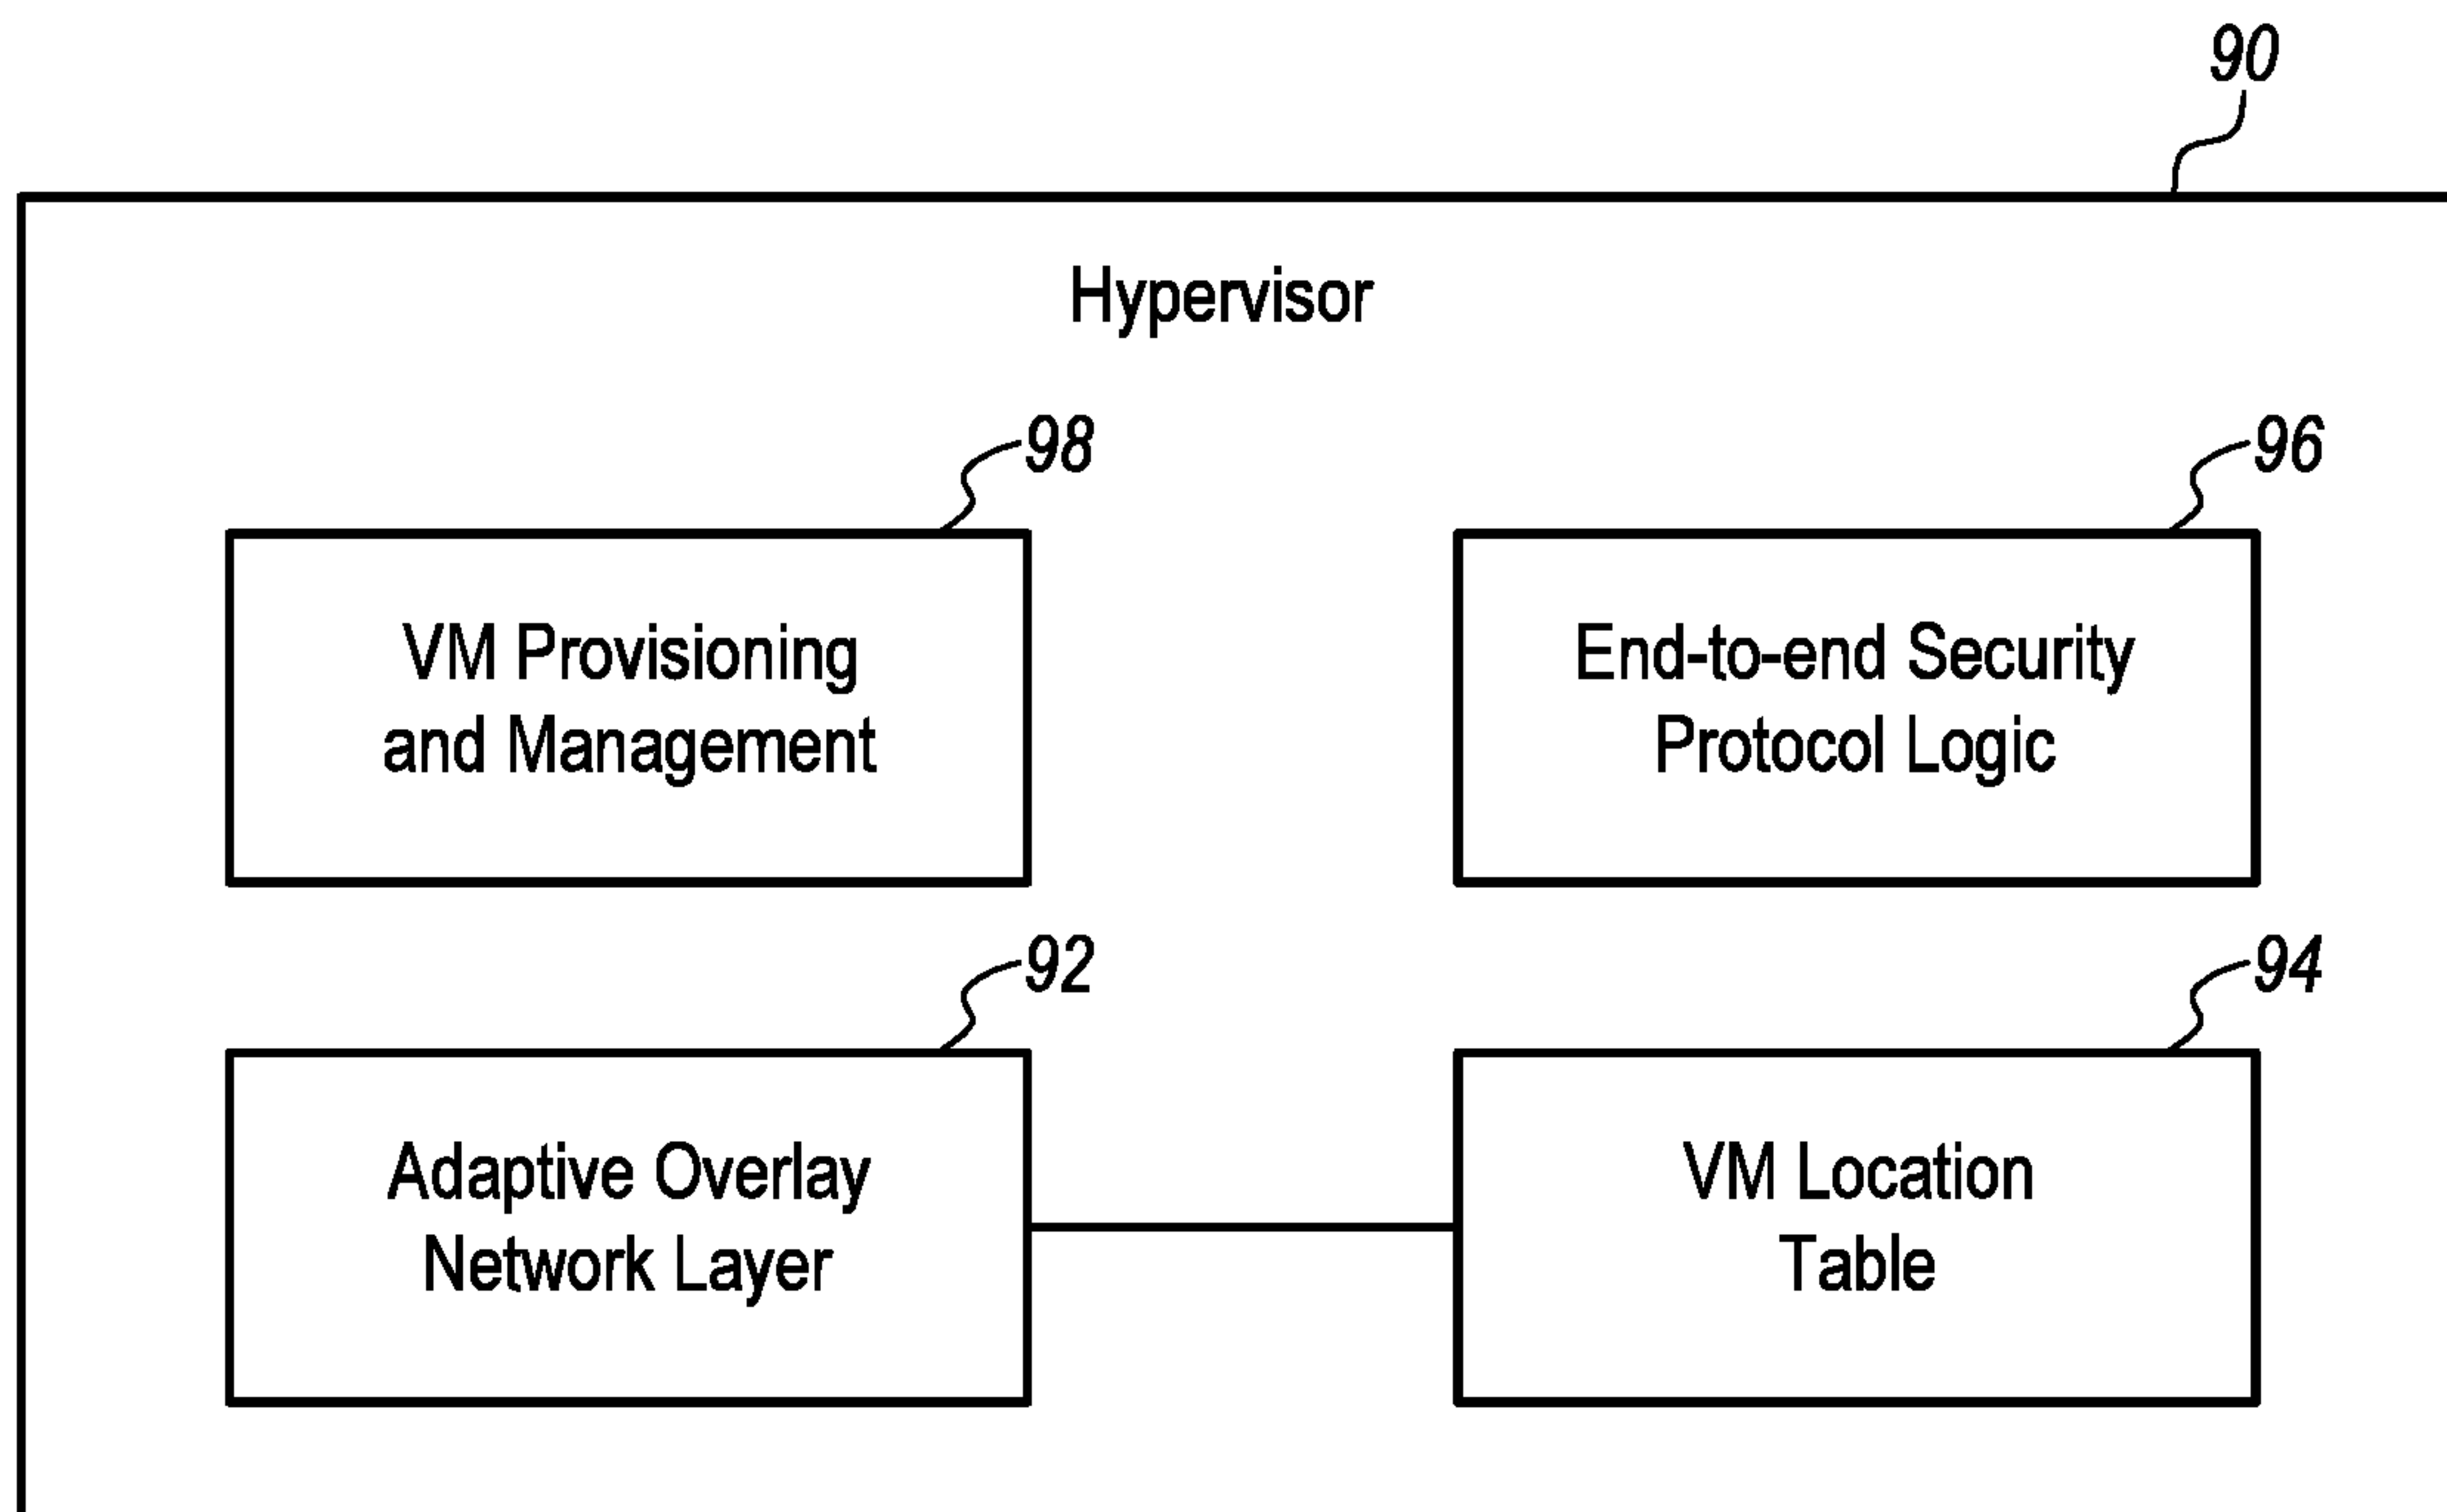 90
Hypervisor
98
96
VM Provisioning
and Management
End-to-end Security
Protocol Logic
92
94
Adaptive Overlay
Network Layer
VM Location
Table